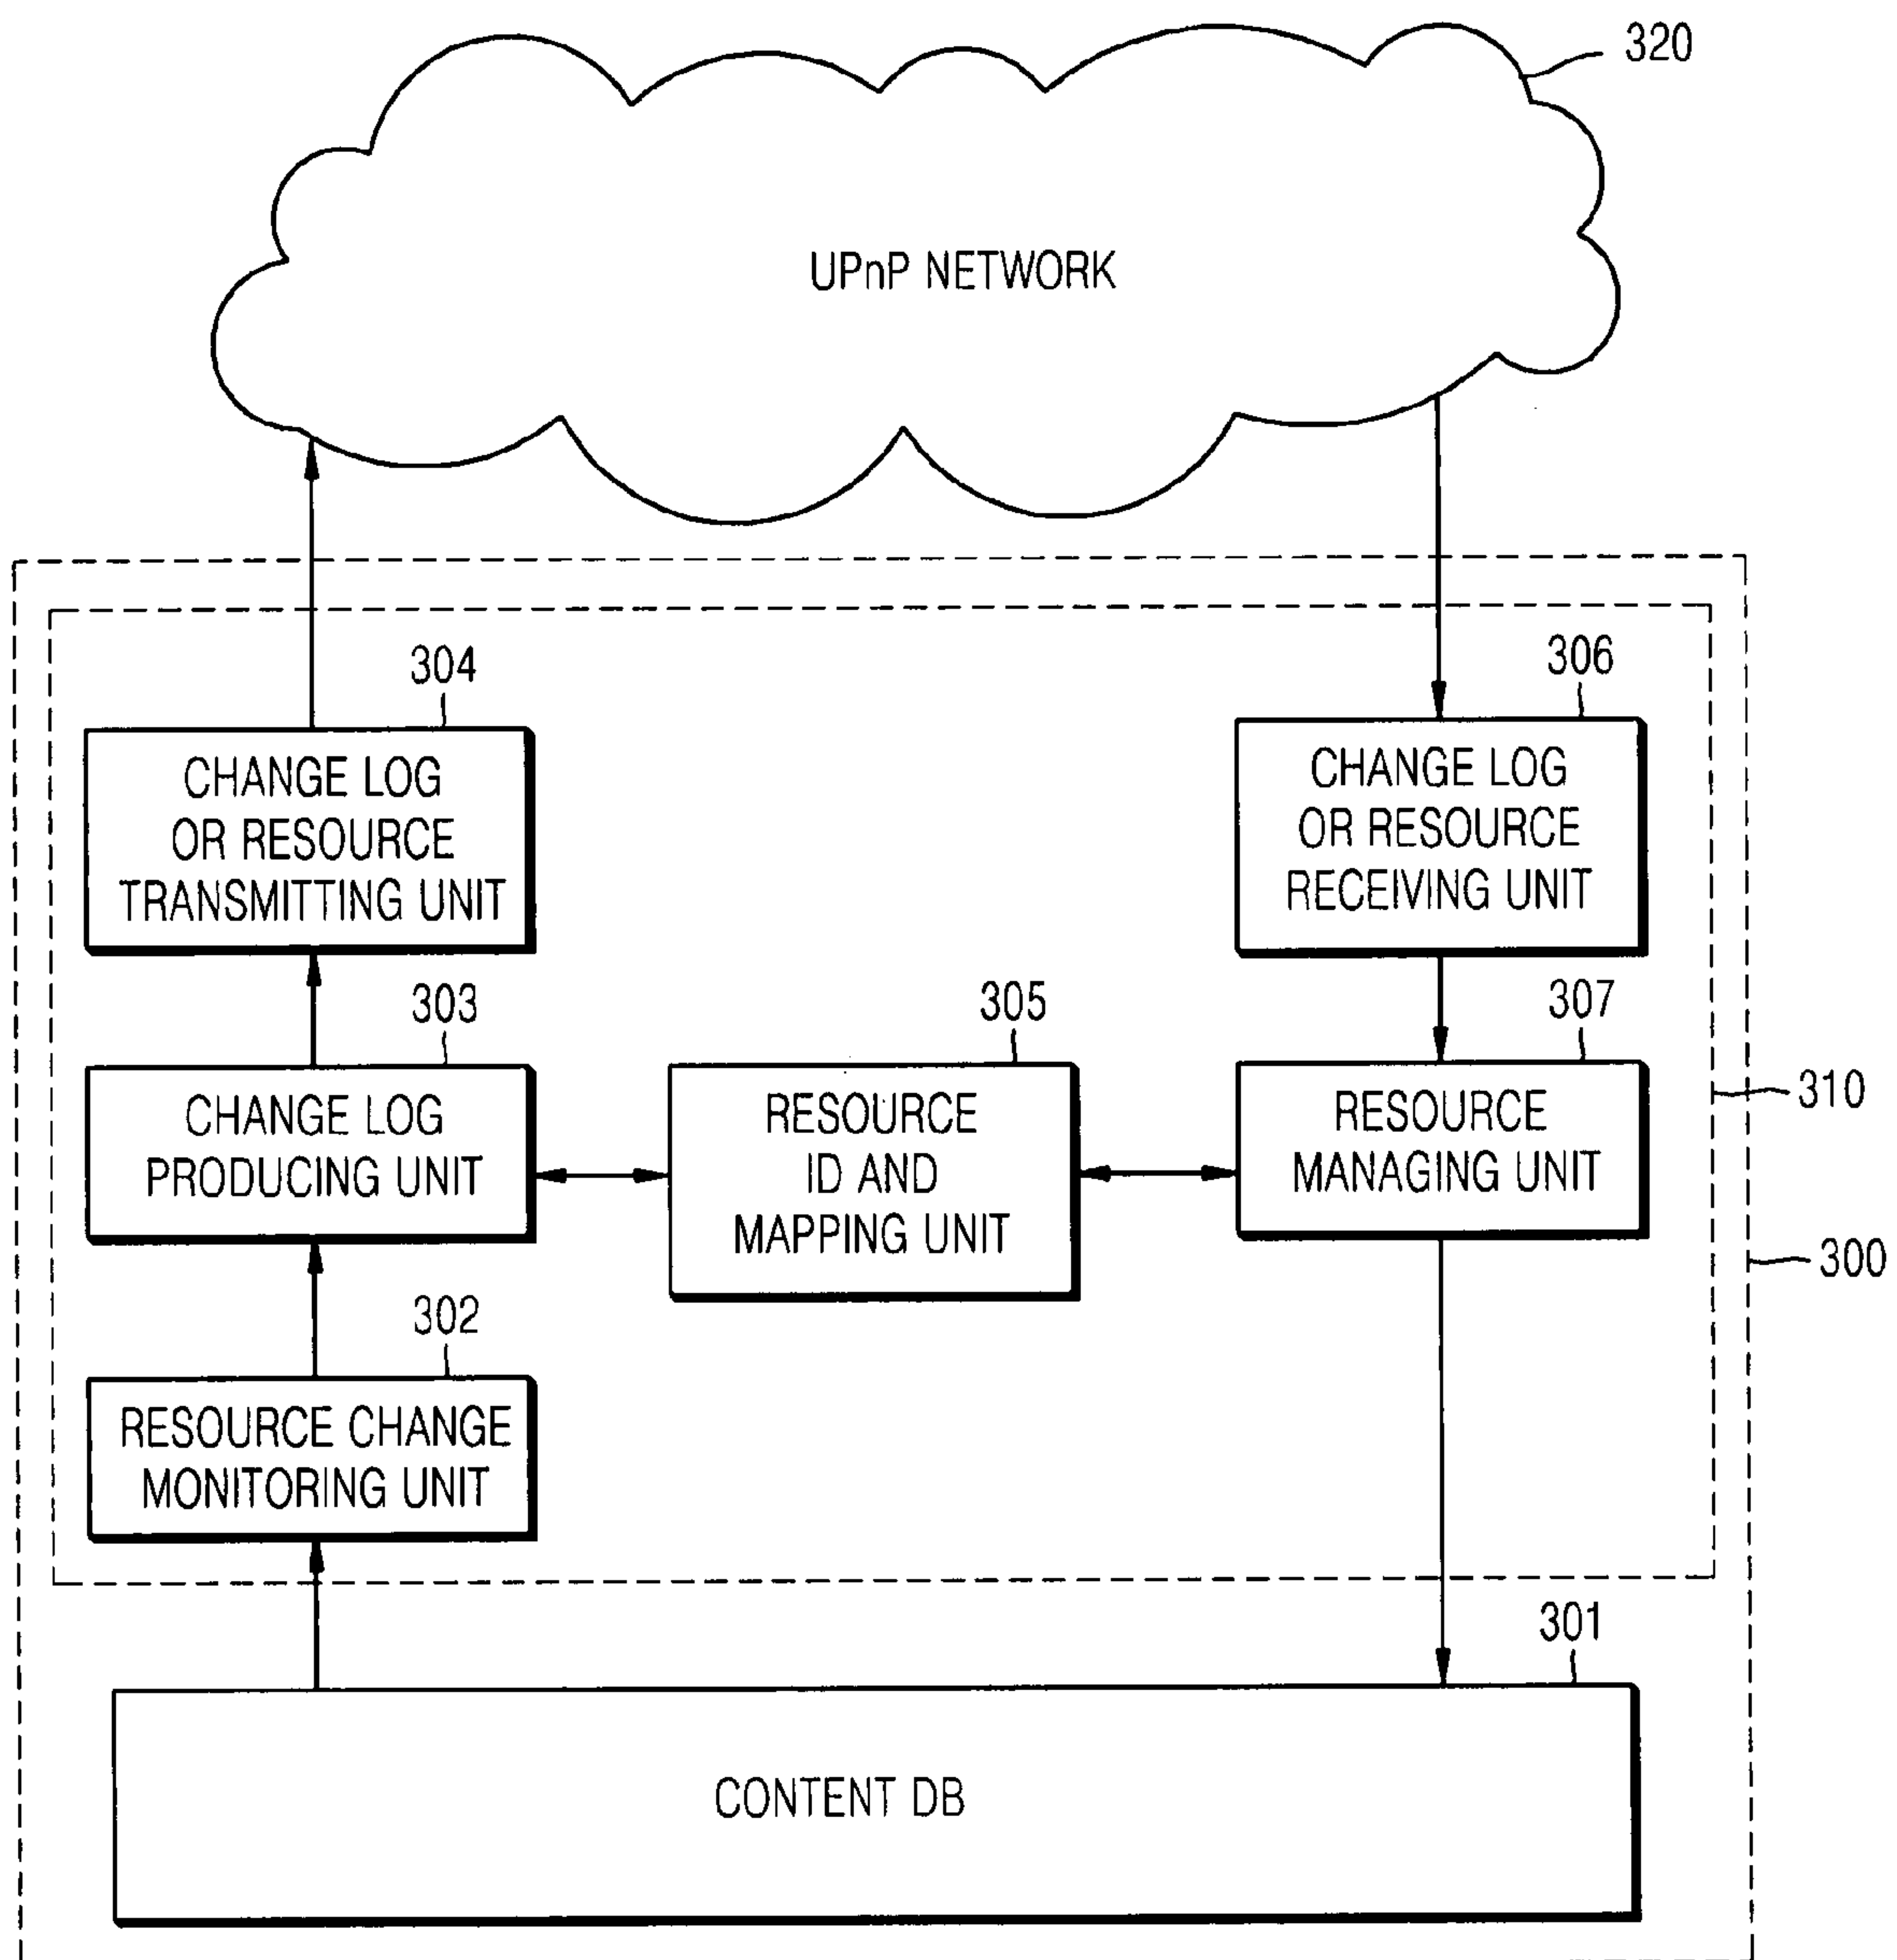 320
UPnP NETWORK
304
306
CHANGE LOG
OR RESOURCE
TRANSMITTING UNIT
CHANGE LOG
OR RESOURCE
RECEIVING UNIT
303
305
307
CHANGE LOG
PRODUCING UNIT
RESOURCE
ID AND
MAPPING UNIT
RESOURCE
MANAGING UNIT
310
300
302
RESOURCE CHANGE
MONITORING UNIT
301
CONTENT DB